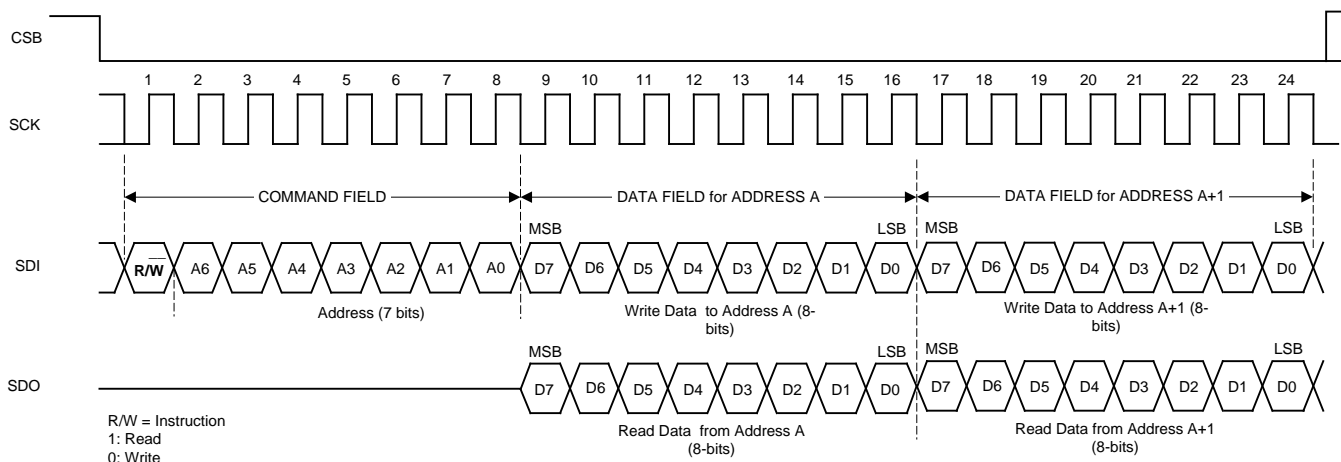 CSB
1 2 3 4 5 6 7 8 9 10 11 12 13 14 15 16 17 18 19 20 21 22 23 24
SCK
COMMAND FIELD DATA FIELD for ADDRESS A DATA FIELD for ADDRESS A+1
MSB LSB MSB LSB
SDI R/W A6 A5 A4 A3 A2 A1 A0 D7 D6 D5 D4 D3 D2 D1 D0 D7 D6 D5 D4 D3 D2 D1 D0
Address (7 bits) Write Data to Address A (8- Write Data to Address A+1 (8-
bits) bits)
MSB LSB MSB LSB
SDO D7 D6 D5 D4 D3 D2 D1 D0 D7 D6 D5 D4 D3 D2 D1 D0
R/W = Instruction
1: Read
0: Write
Read Data from Address A Read Data from Address A+1
(8-bits) (8-bits)